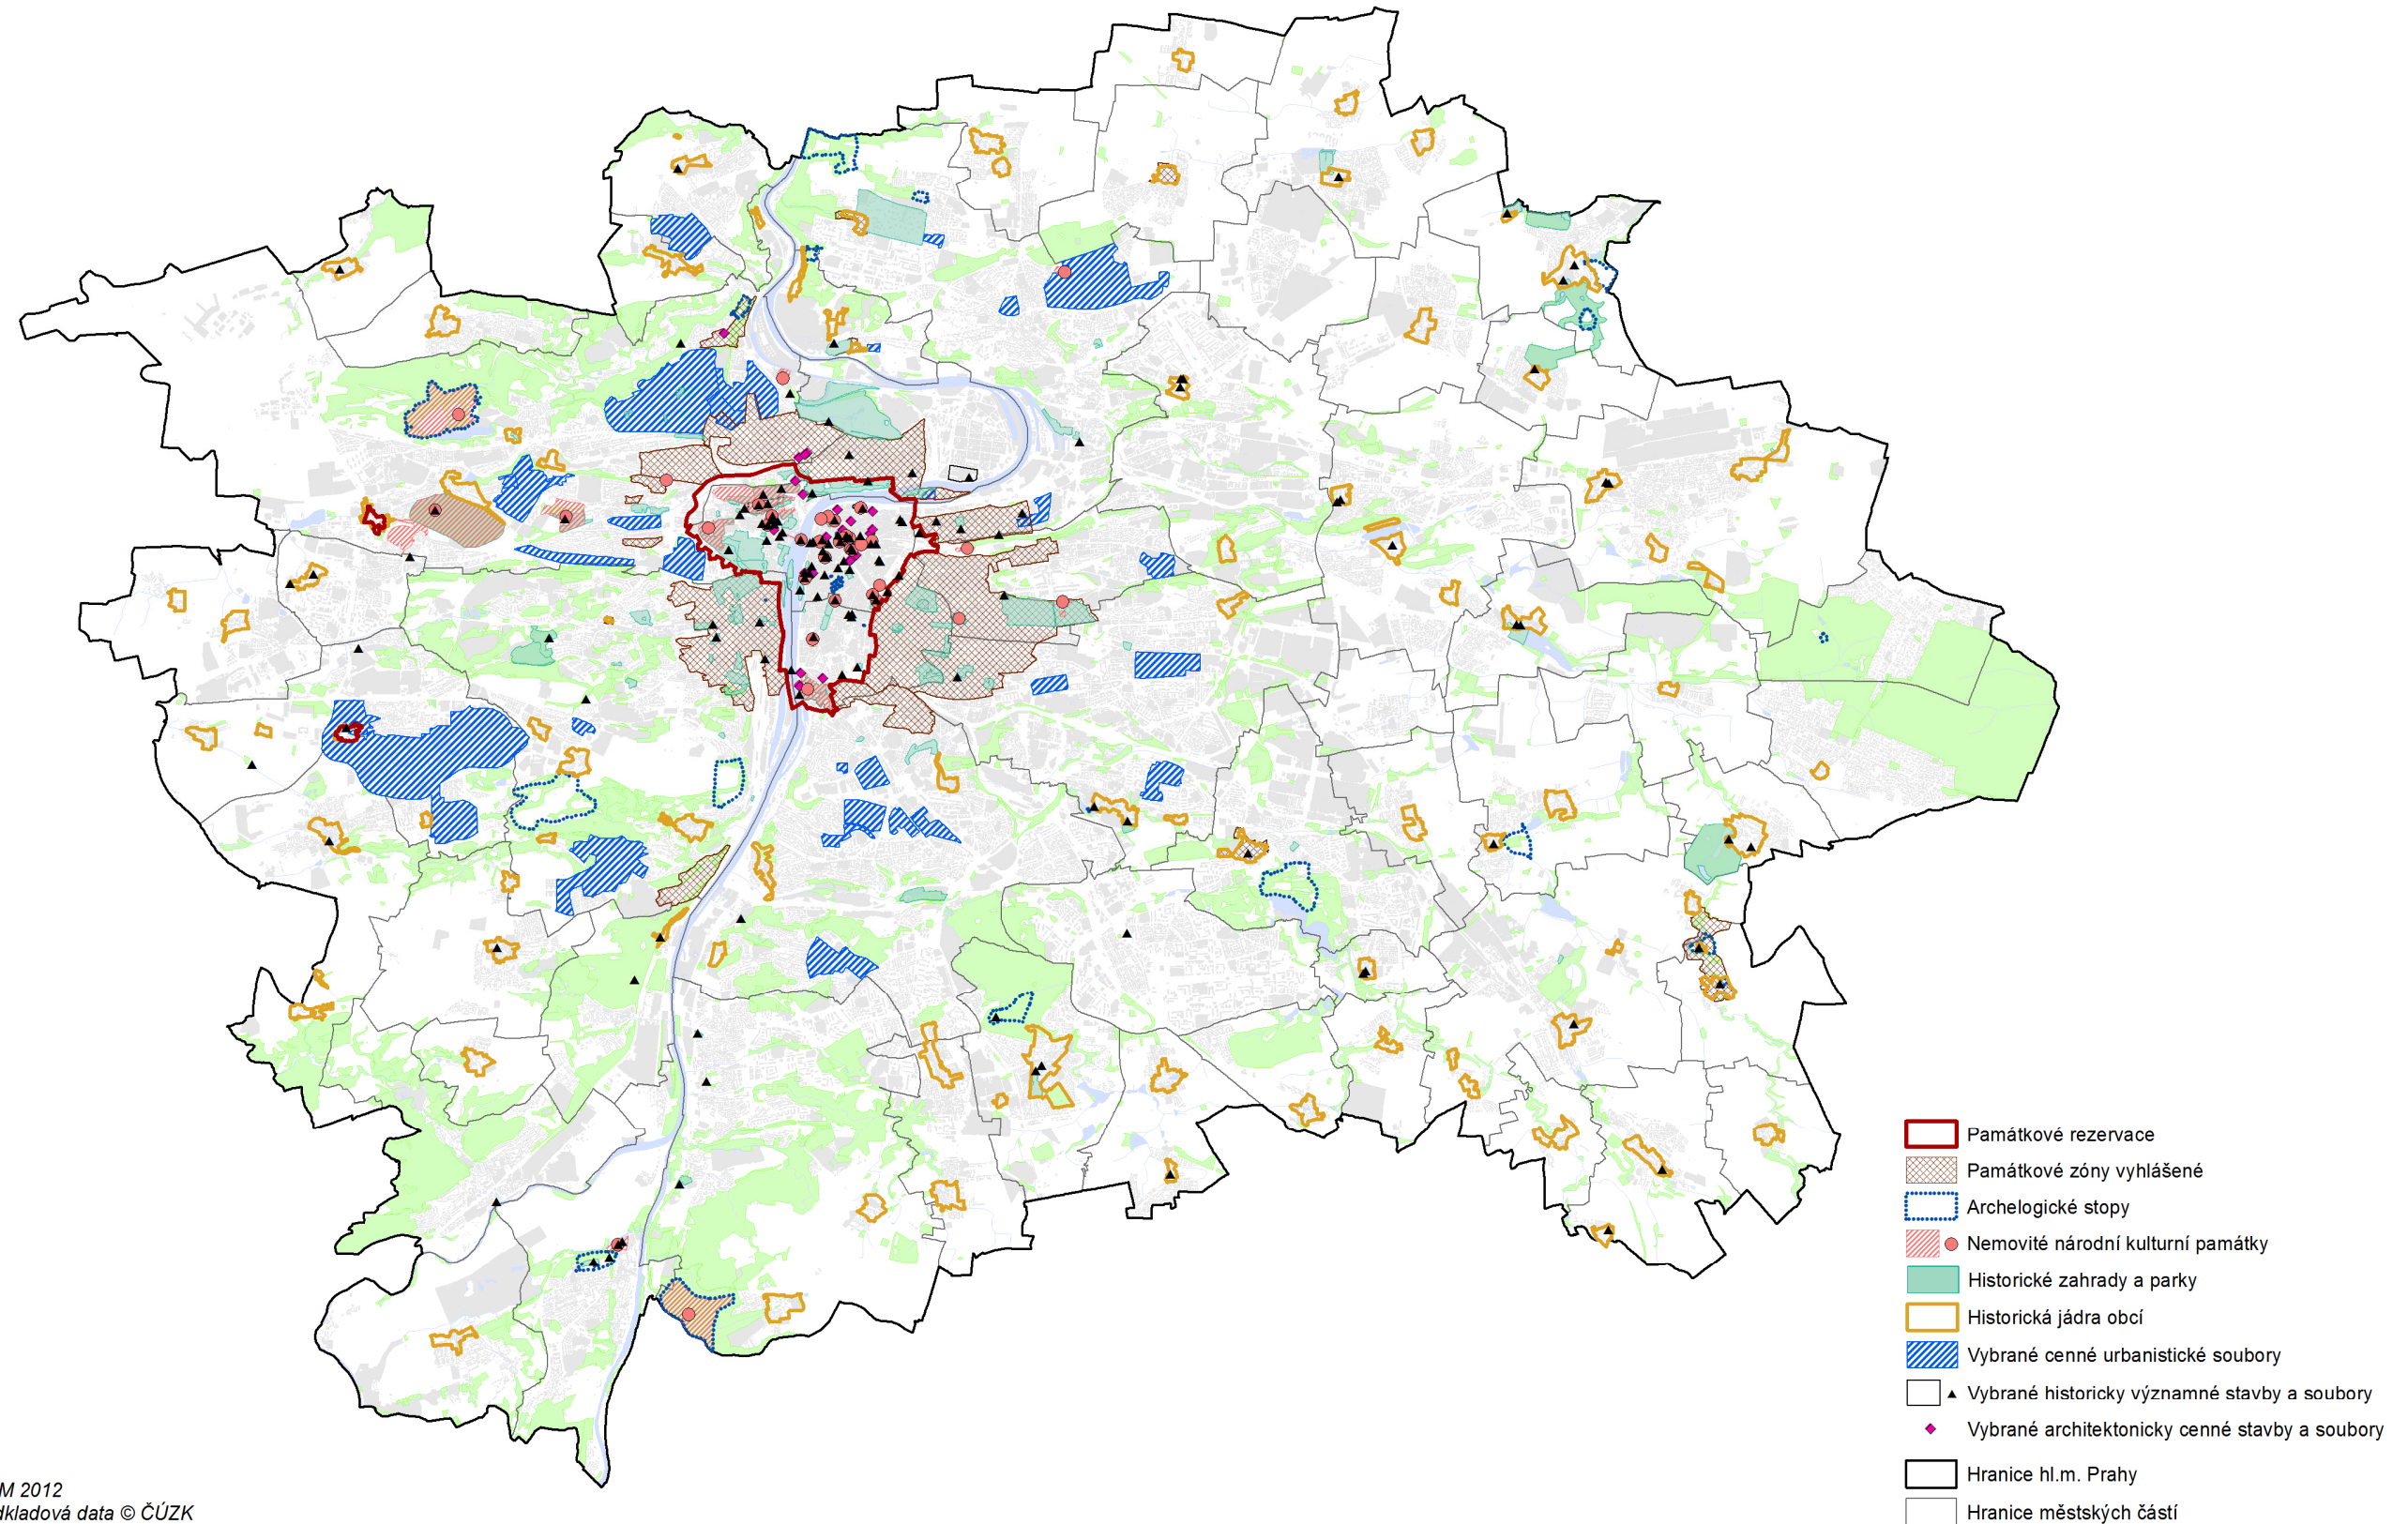 Památkové rezervace
Památkové zóny vyhlášené
Archelogické stopy
Nemovité národní kulturní památky
Historické zahrady a parky
Historická jádra obcí
Vybrané cenné urbanistické soubory
Vybrané historicky významné stavby a soubory
Vybrané architektonicky cenné stavby a soubory
Hranice hl.m. Prahy
Hranice městských částí
M 2012
dkladová data © ČÚZK